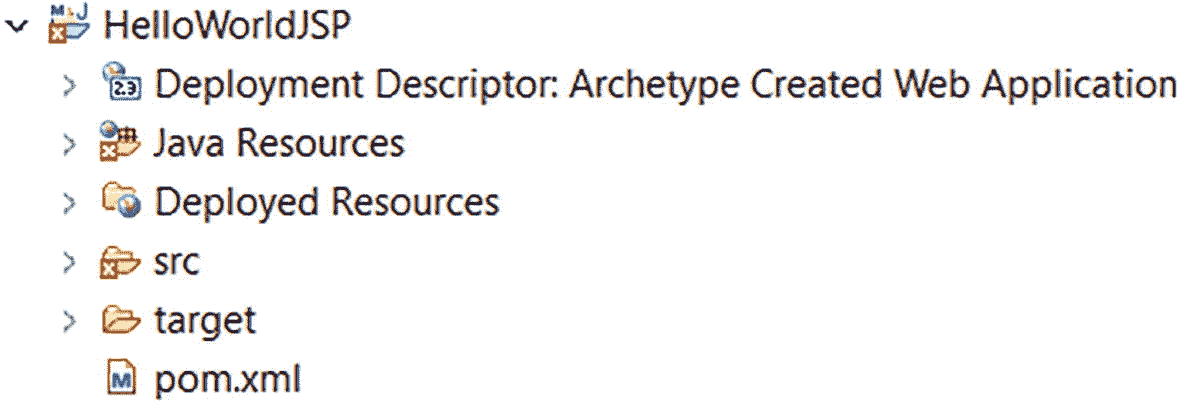 HelloWorldJSP
Deployment Descriptor: Archetype Created Web Application
Java Resources
Deployed Resources
src
target
pom.xml